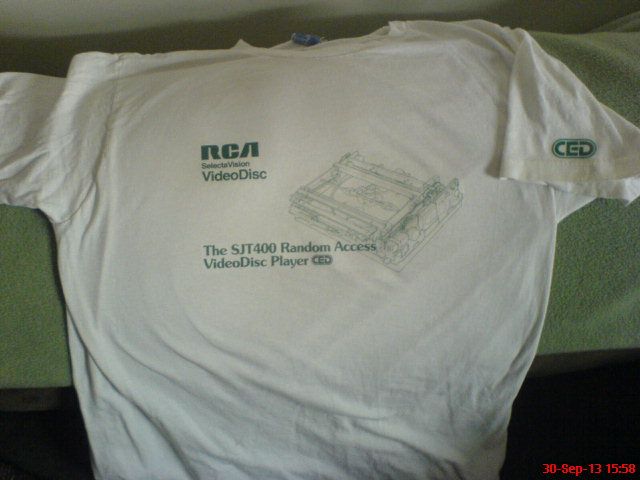 RCA
SelectaVision
VideoDisc
The SJT400 Random Access
VideoDisc Player CED
CED
30-Sep-13 15:58